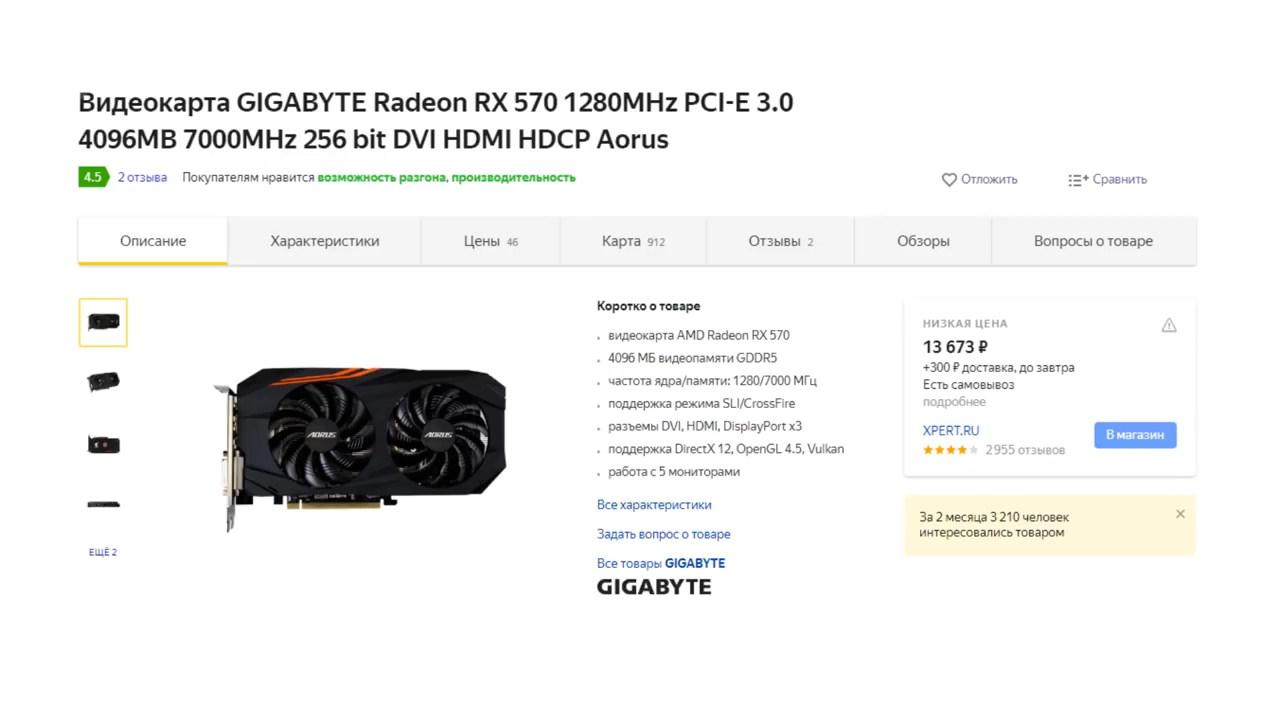 Видеокарта GIGABYTE Radeon RX 570 1280MHz PCI-E 3.0
4096MB 7000MHz 256 bit DVI HDMI HDCP Aorus
4.5 2 отзыва Покупателям нравится возможность разгона, производительность
Отложить Сравнить
Описание Характеристики Цены 46 Карта 912 Отзывы 2 Обзоры Вопросы о товаре
ЕЩЁ 2
AORUS AORUS
Коротко о товаре
видеокарта AMD Radeon RX 570
4096 МБ видеопамяти GDDR5
частота ядра/памяти: 1280/7000 МГц
поддержка режима SLI/CrossFire
разъемы DVI, HDMI, DisplayPort x3
поддержка DirectX 12, OpenGL 4.5, Vulkan
работа с 5 мониторами
Все характеристики
Задать вопрос о товаре
Все товары GIGABYTE
GIGABYTE
НИЗКАЯ ЦЕНА
13 673 ₽
+300 ₽ доставка, до завтра
Есть самовывоз
подробнее
XPERT.RU
2955 отзывов
В магазин
За 2 месяца 3 210 человек
интересовались товаром